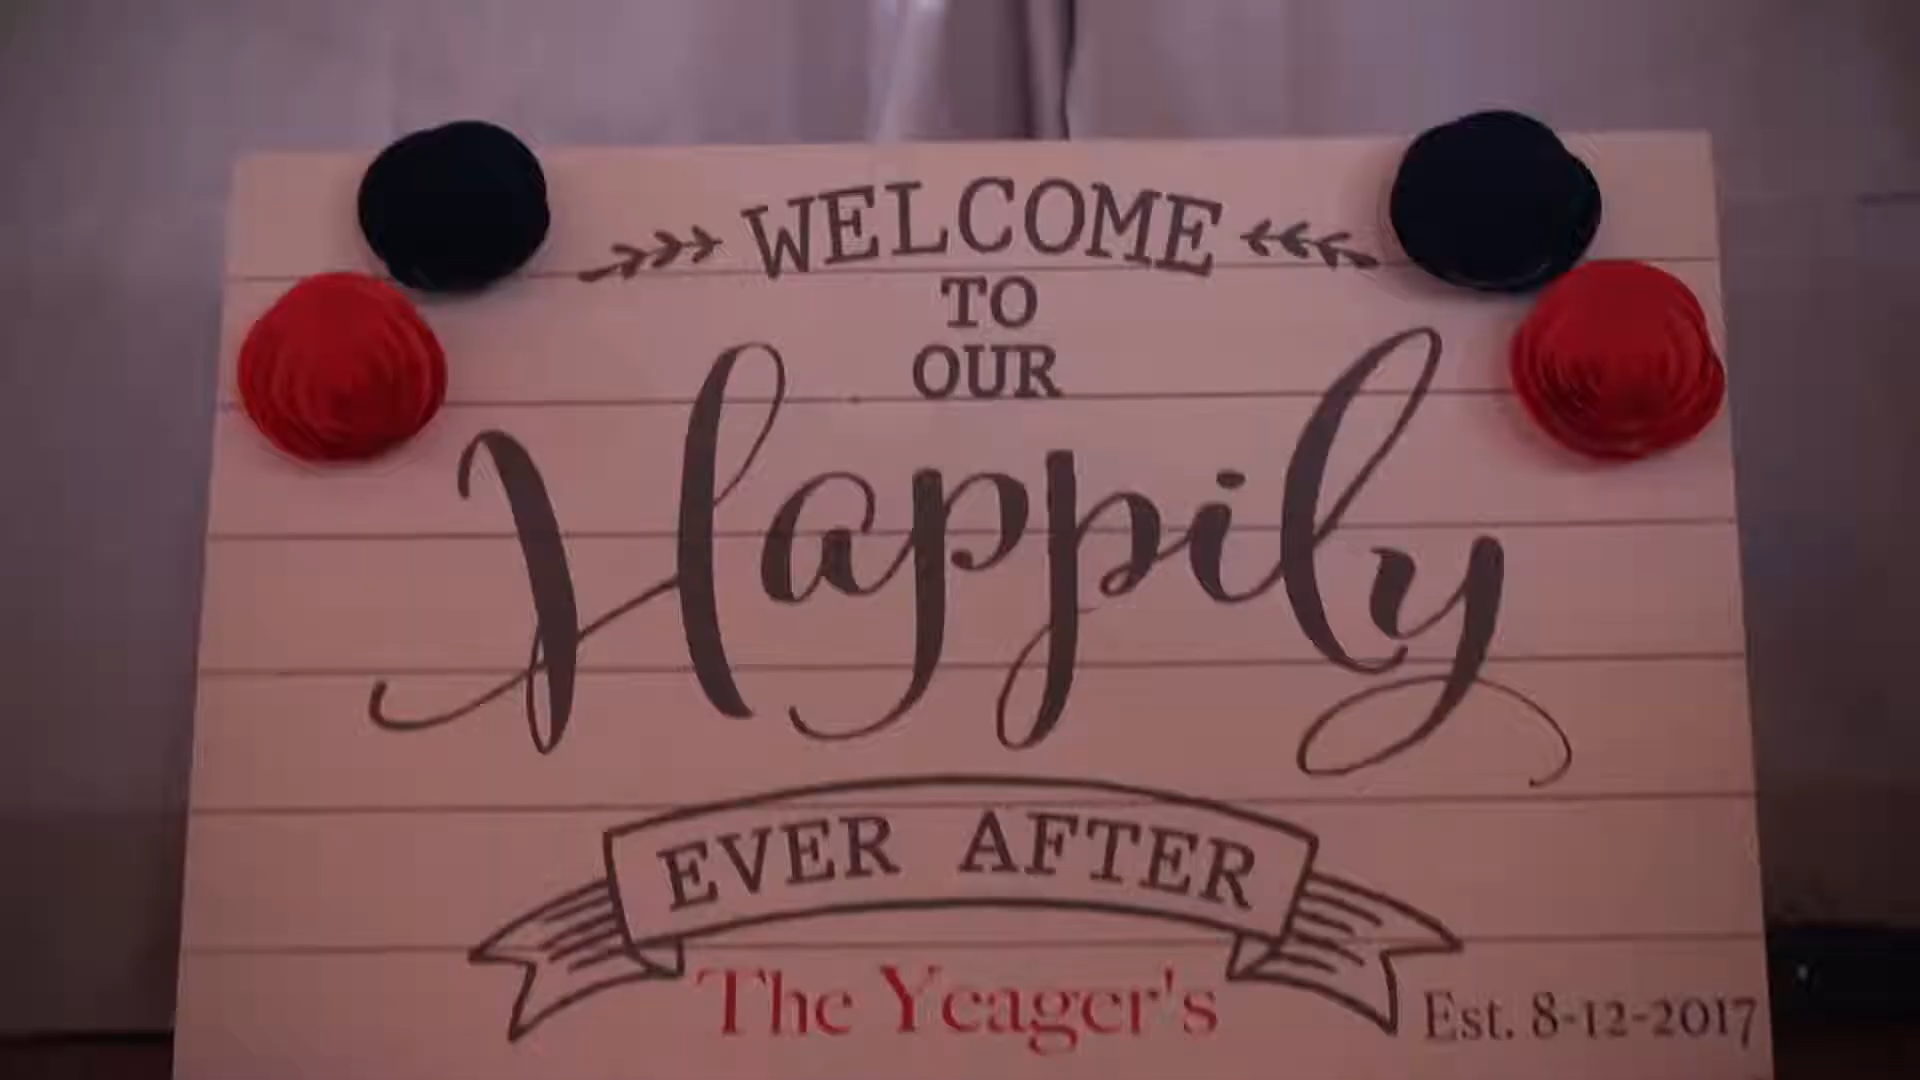 WELCOME
TO
OUR
Happily
EVER AFTER
The Yeager's
Est. 8-12-2017